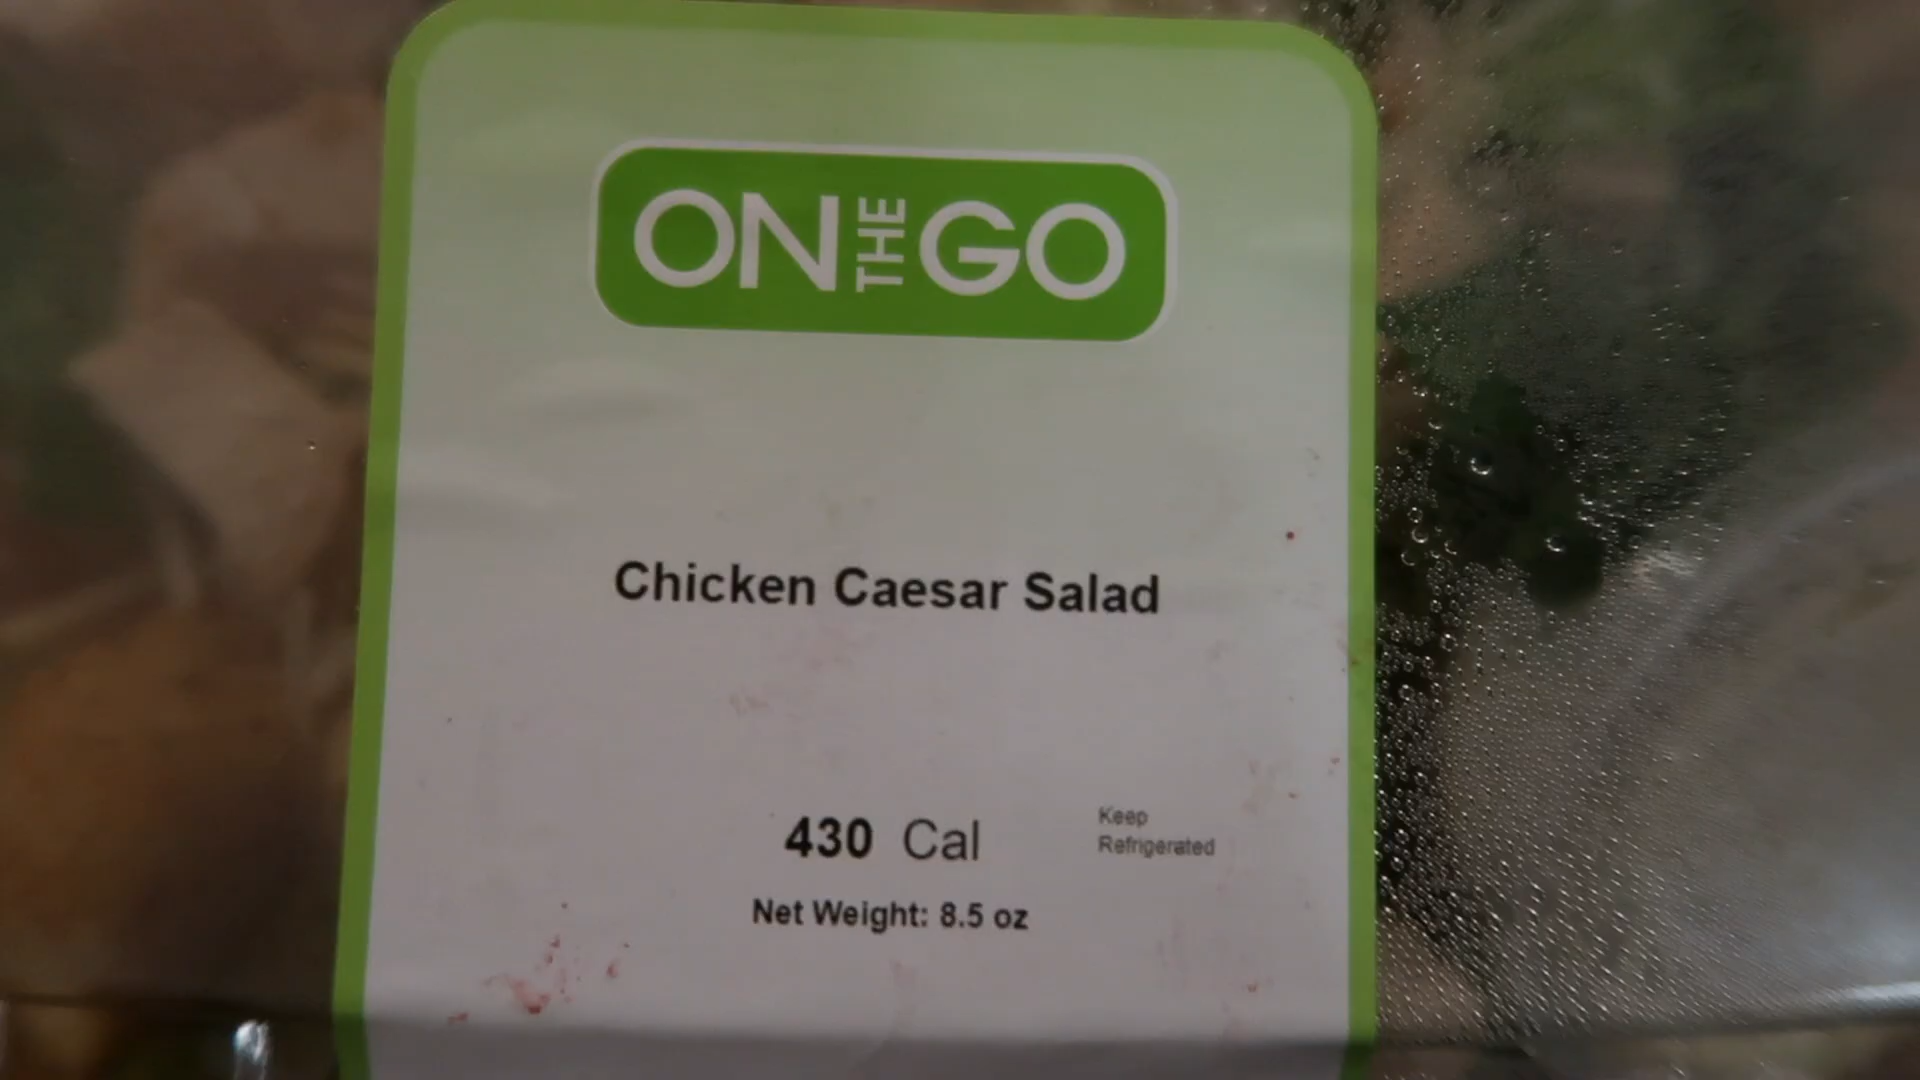 ON THE GO
Chicken Caesar Salad
430 Cal
Keep
Refrigerated
Net Weight: 8.5 oz